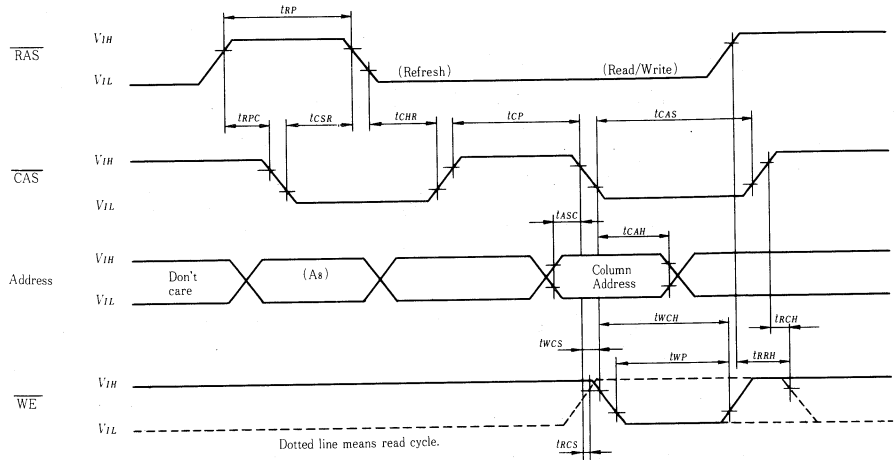 tRP
RAS
VIH
VIL
(Refresh)
(Read/Write)
tRPC
tCSR
tCHR
tCP
tCAS
CAS
VIH
VIL
tASC
tCAH
Address
VIH
VIL
Don't
care
(A8)
Column
Address
tWCH
tRCH
tWCS
tWP
tRRH
WE
VIH
VIL
Dotted line means read cycle.
tRCS